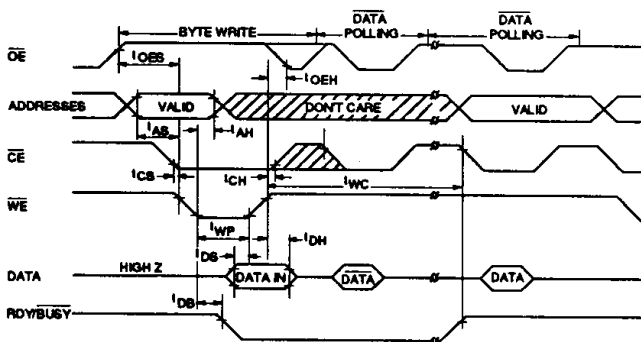 BYTE WRITE
DATA POLLING
DATA POLLING
OE
tOES
tOEH
ADDRESSES
VALID
DON'T CARE
VALID
tAS
tAH
CE
tCS
tCH
tWC
WE
tWP
tDH
tDS
DATA
HIGH Z
DATA IN
DATA
DATA
tDB
RDY/BUSY